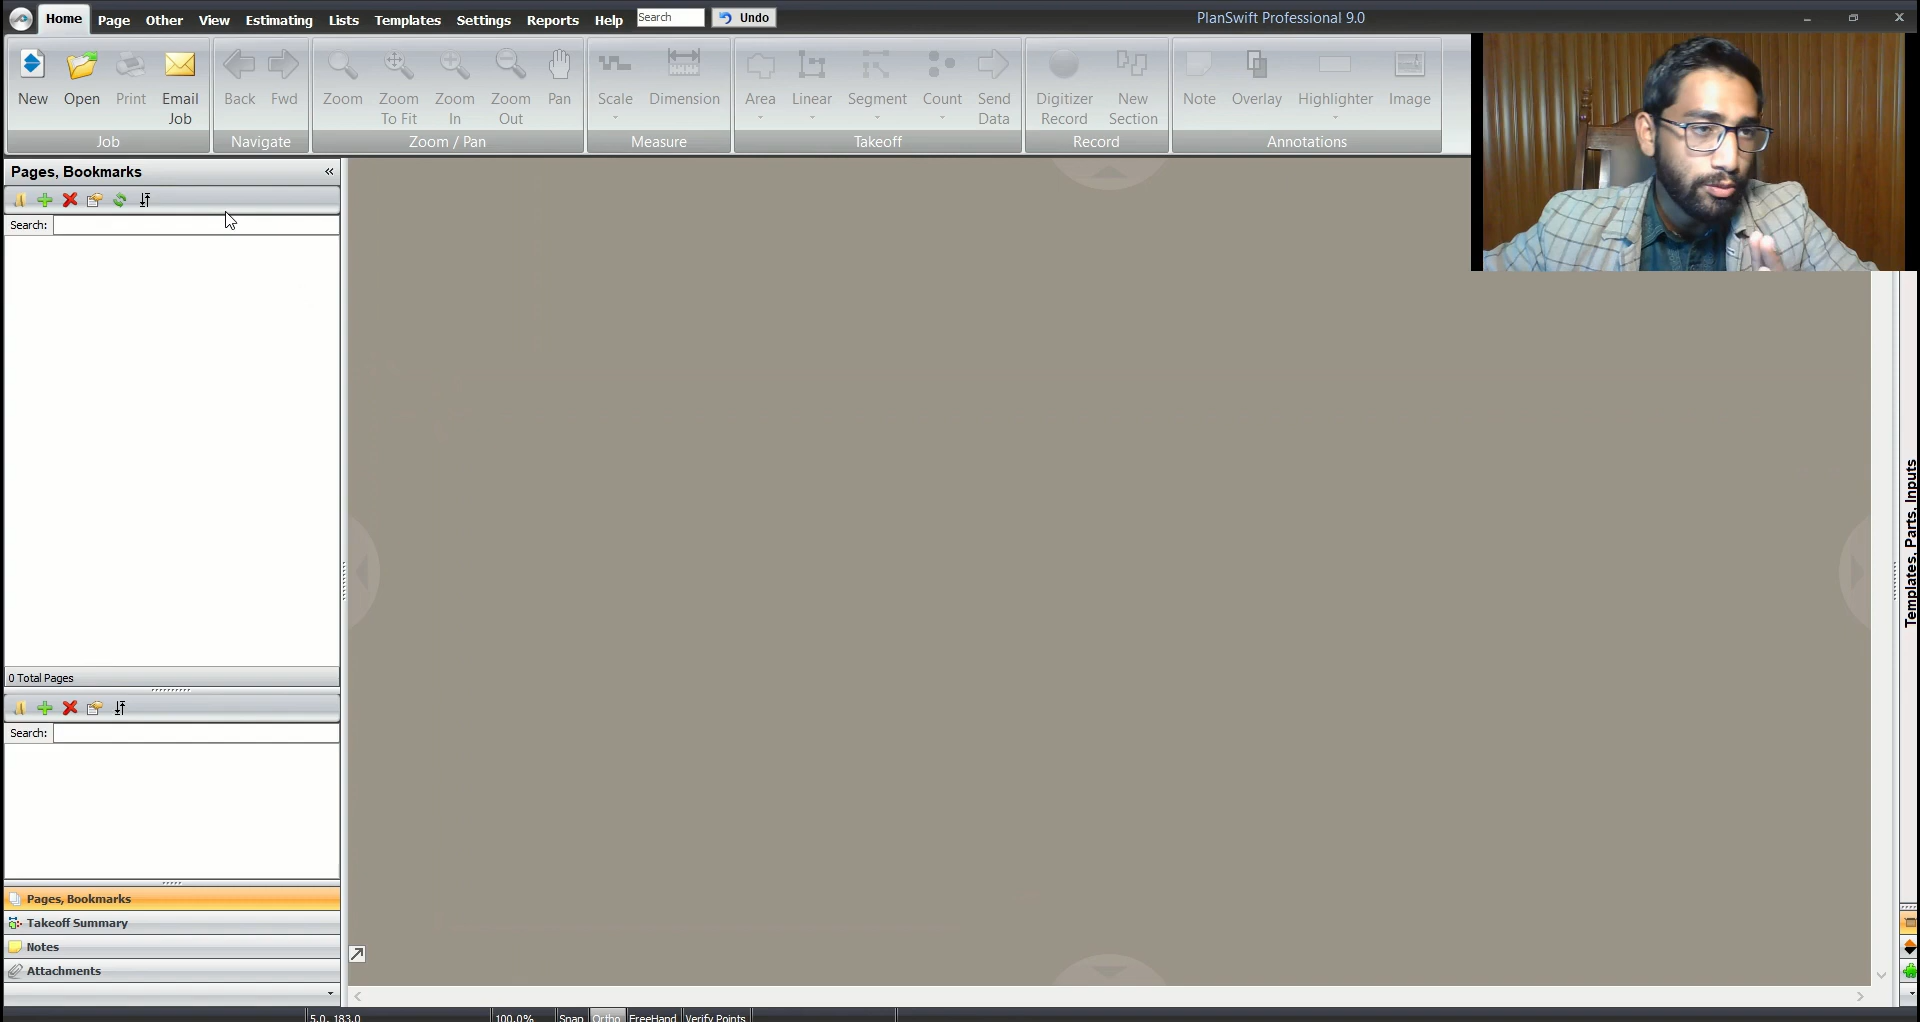 Home Page Other View Estimating Lists Templates Settings Reports Help Search Undo
PlanSwift Professional 9.0
New Open Print Email Job
Job
Back Fwd
Navigate
Zoom Zoom To Fit Zoom In Zoom Out Pan
Zoom / Pan
Scale Dimension
Measure
Area Linear Segment Count Send Data
Takeoff
Digitizer Record New Section
Record
Note Overlay Highlighter Image
Annotations
Pages, Bookmarks
Search:
0 Total Pages
Search:
Pages, Bookmarks
Takeoff Summary
Notes
Attachments
Templates, Parts, Inputs
5.0, 183.0 100.0% Snap Ortho FreeHand Verify Points